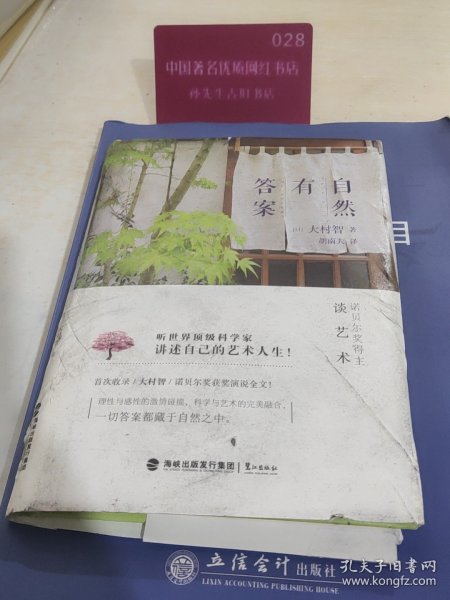 028
中国著名优质网红书店
孙先生古旧书店
自然
有
答案
[日] 大村智 著
胡南夫 译
目
诺贝尔奖得主
谈艺术
听世界顶级科学家
讲述自己的艺术人生!
首次收录/大村智/诺贝尔奖获奖演说全文!
理性与感性的激情碰撞，科学与艺术的完美融合，
一切答案都藏于自然之中。
海峡出版发行集团
鹭江出版社
立信会计出版社
LIXIN ACCOUNTING PUBLISHING HOUSE
孔夫子旧书网
www.kongfz.com